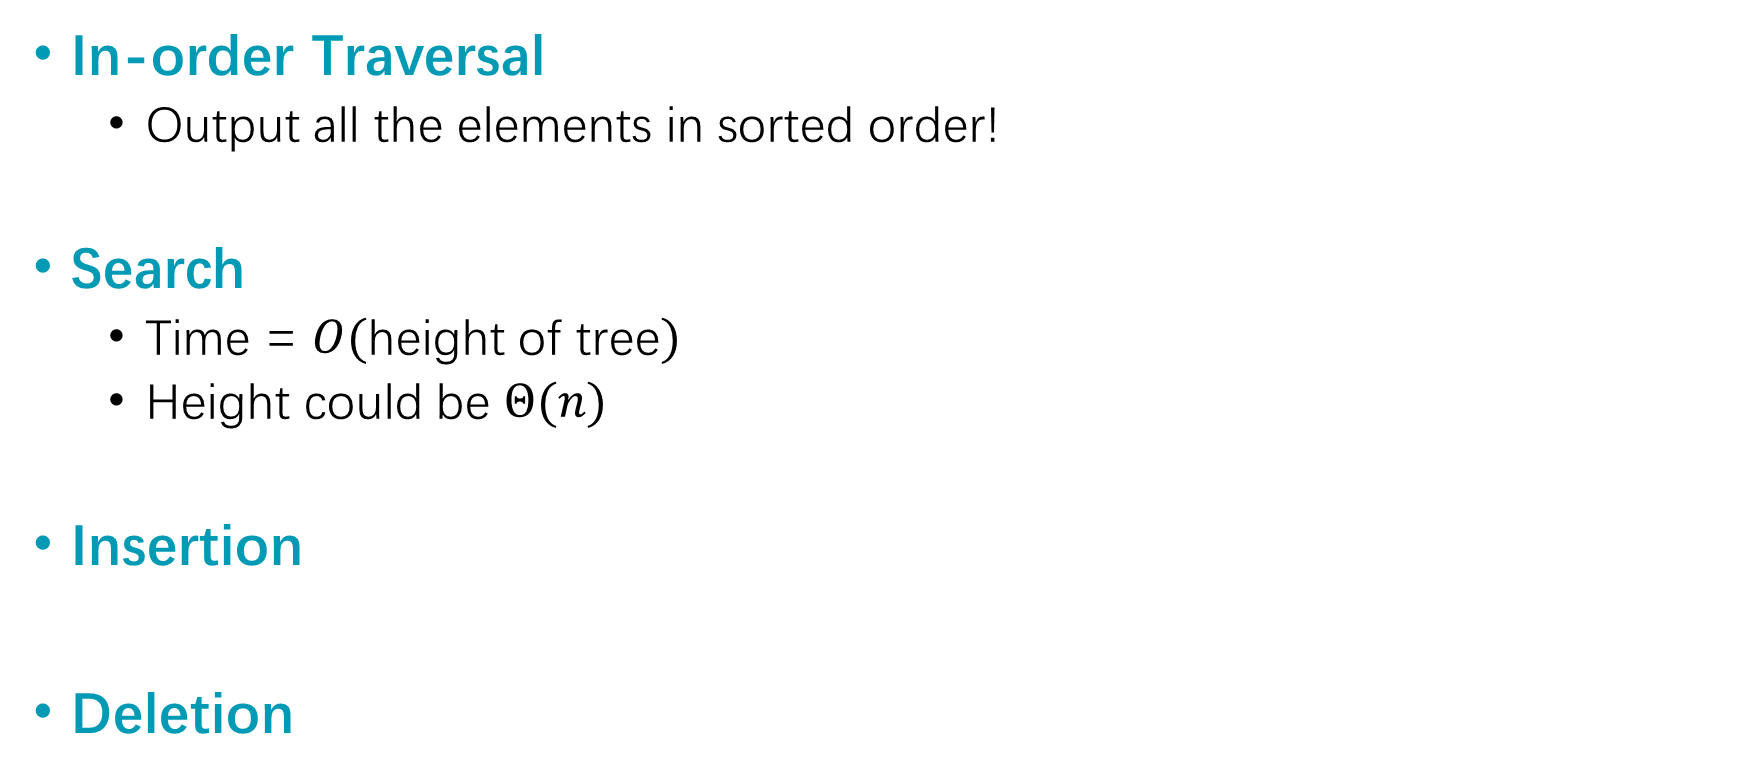 • In-order Traversal
• Output all the elements in sorted order!
• Search
• Time = O(height of tree)
• Height could be Θ(n)
• Insertion
• Deletion